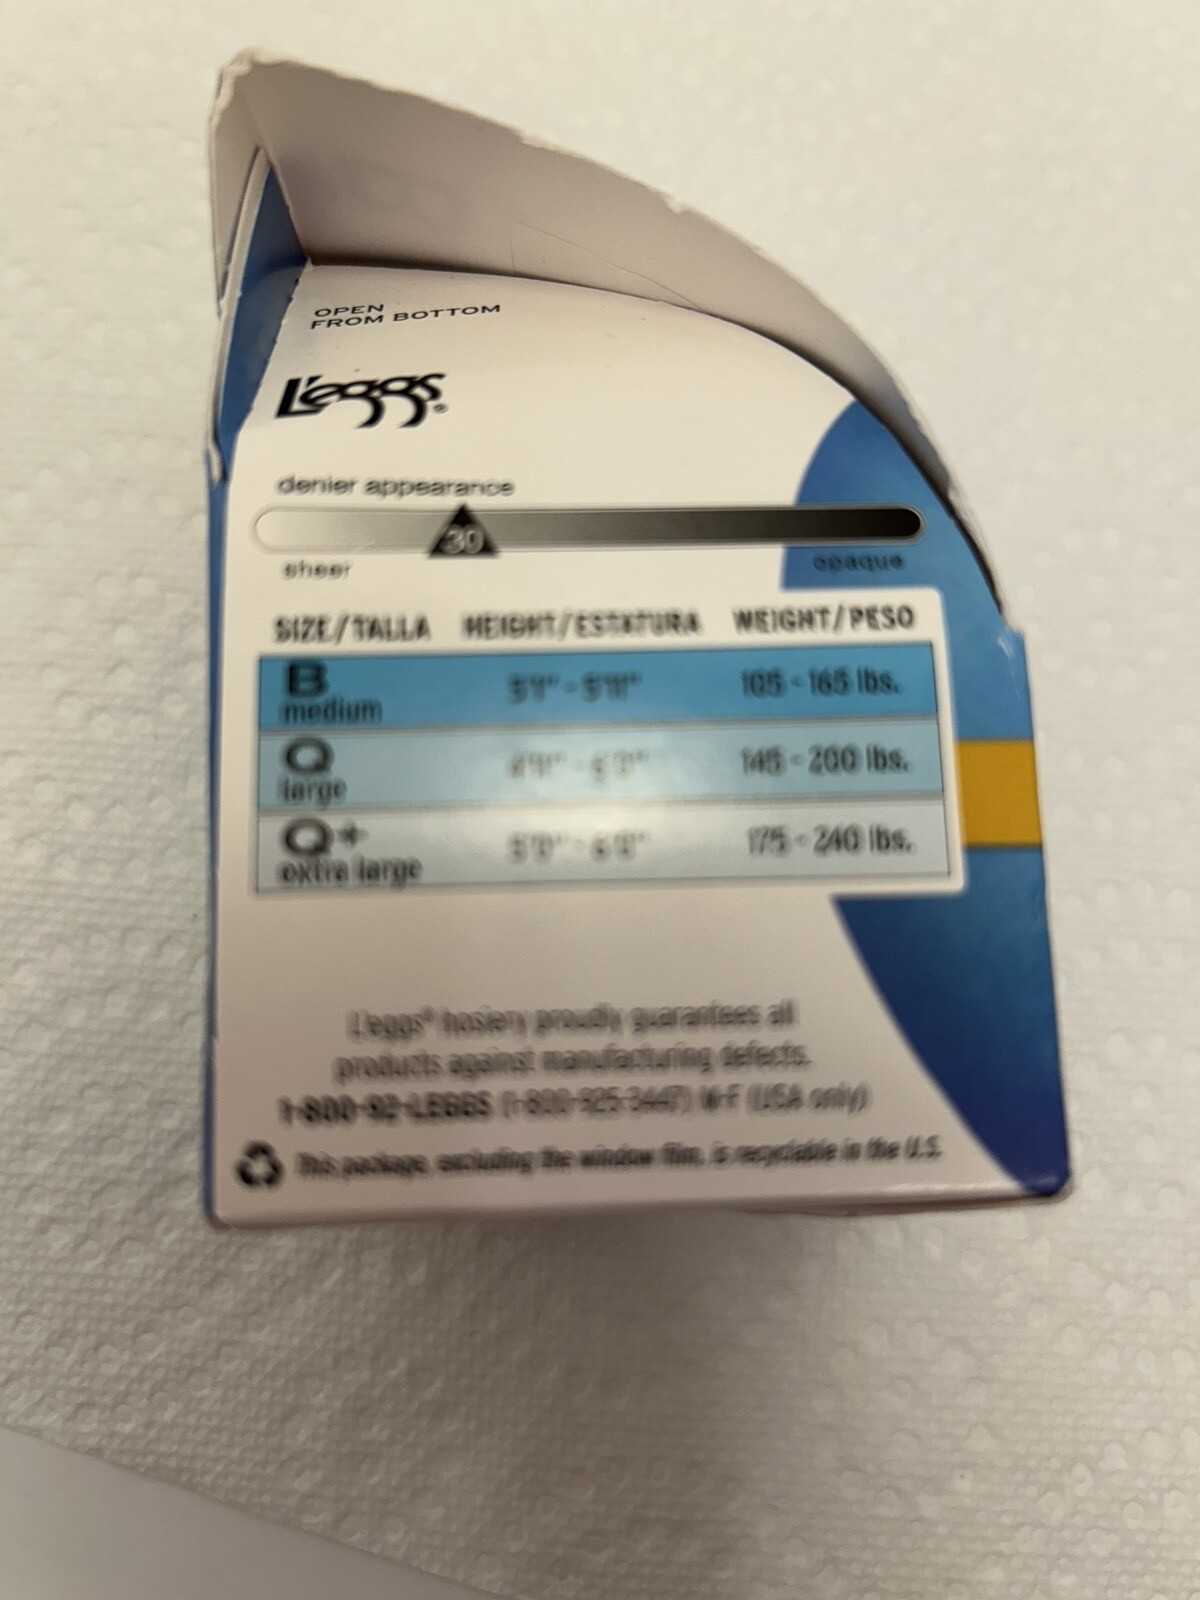 OPEN
FROM BOTTOM
L'eggs®
denier appearance
30
sheer opaque
SIZE/TALLA HEIGHT/ESTATURA WEIGHT/PESO
B 105 - 165 lbs.
medium
Q 145 - 200 lbs.
large
Q+ 175 - 240 lbs.
extra large
L'eggs® hosiery proudly guarantees all
products against manufacturing defects.
1-800-92-LEGGS (1-800-925-3447) M-F (USA only)
This package, excluding the window film, is recyclable in the U.S.